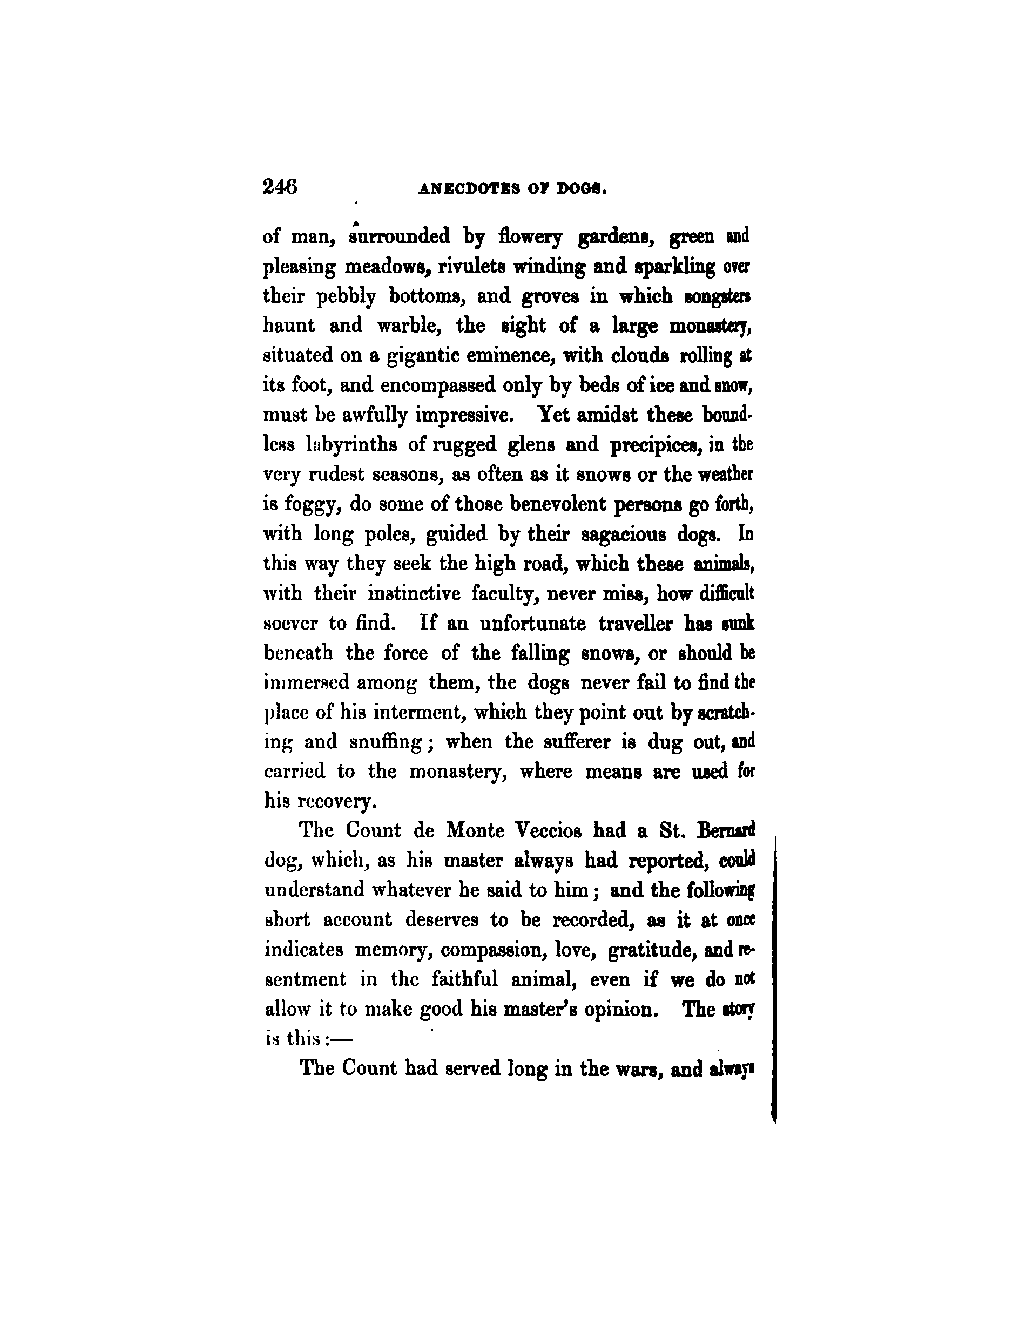 246 ANECDOTES OF DOGS.
of man, surrounded by flowery gardens, green and
pleasing meadows, rivulets winding and sparkling over
their pebbly bottoms, and groves in which songsters
haunt and warble, the sight of a large monastery,
situated on a gigantic eminence, with clouds rolling at
its foot, and encompassed only by beds of ice and snow,
must be awfully impressive. Yet amidst these bound-
less labyrinths of rugged glens and precipices, in the
very rudest seasons, as often as it snows or the weather
is foggy, do some of those benevolent persons go forth,
with long poles, guided by their sagacious dogs. In
this way they seek the high road, which these animals,
with their instinctive faculty, never miss, how difficult
soever to find. If an unfortunate traveller has sunk
beneath the force of the falling snows, or should be
immersed among them, the dogs never fail to find the
place of his interment, which they point out by scratch-
ing and snuffing; when the sufferer is dug out, and
carried to the monastery, where means are used for
his recovery.
The Count de Monte Veccios had a St. Bernard
dog, which, as his master always had reported, could
understand whatever he said to him; and the following
short account deserves to be recorded, as it at once
indicates memory, compassion, love, gratitude, and re-
sentment in the faithful animal, even if we do not
allow it to make good his master's opinion. The story
is this:—
The Count had served long in the wars, and always